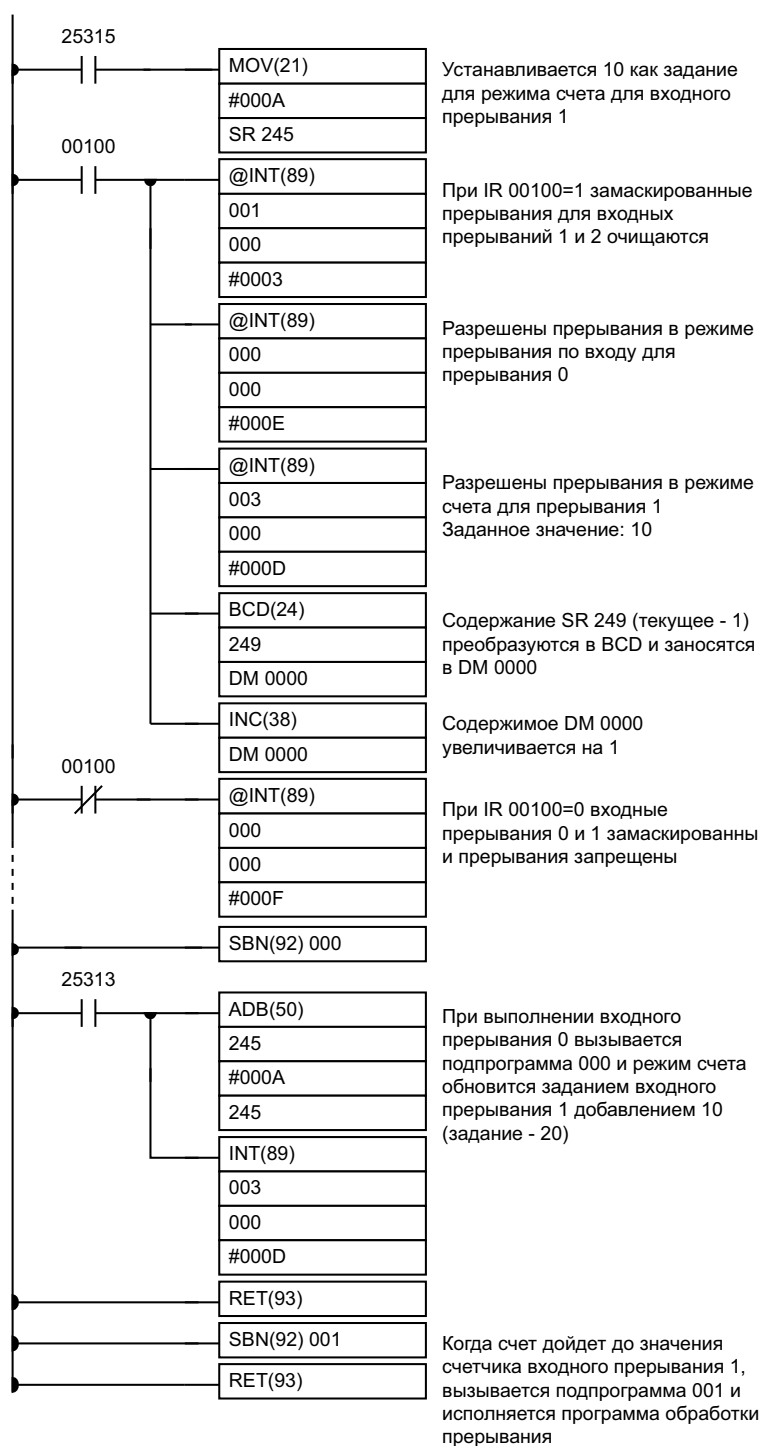 25315
MOV(21)
#000A
SR 245
Устанавливается 10 как задание
для режима счета для входного
прерывания 1
00100
@INT(89)
001
000
#0003
При IR 00100=1 замаскированные
прерывания для входных
прерываний 1 и 2 очищаются
@INT(89)
000
000
#000E
Разрешены прерывания в режиме
прерывания по входу для
прерывания 0
@INT(89)
003
000
#000D
Разрешены прерывания в режиме
счета для прерывания 1
Заданное значение: 10
BCD(24)
249
DM 0000
Содержание SR 249 (текущее - 1)
преобразуются в BCD и заносятся
в DM 0000
INC(38)
DM 0000
Содержимое DM 0000
увеличивается на 1
00100
@INT(89)
000
000
#000F
При IR 00100=0 входные
прерывания 0 и 1 замаскированны
и прерывания запрещены
SBN(92) 000
25313
ADB(50)
245
#000A
245
При выполнении входного
прерывания 0 вызывается
подпрограмма 000 и режим счета
обновится заданием входного
прерывания 1 добавлением 10
(задание - 20)
INT(89)
003
000
#000D
RET(93)
SBN(92) 001
RET(93)
Когда счет дойдет до значения
счетчика входного прерывания 1,
вызывается подпрограмма 001 и
исполняется программа обработки
прерывания